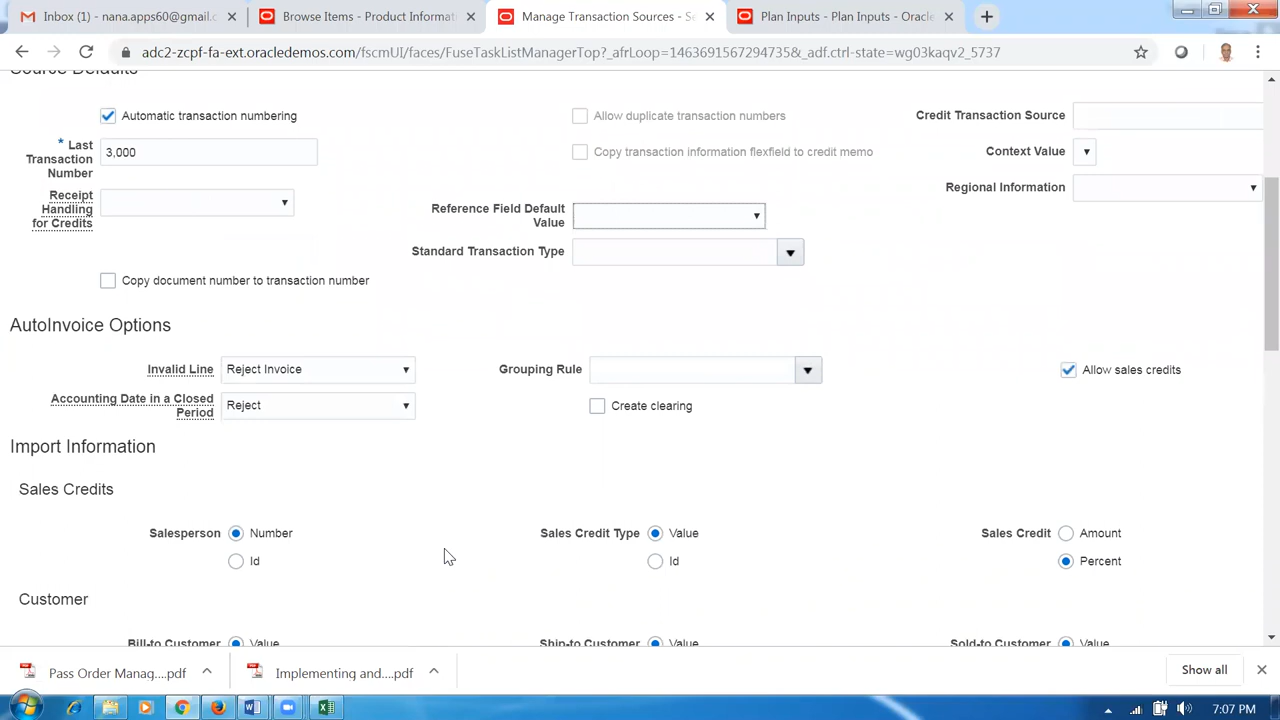 Inbox (1) - nana.apps60@gmail.c
Browse Items - Product Informati
Manage Transaction Sources - Se
Plan Inputs - Plan Inputs - Oracl
adc2-zcpf-fa-ext.oracledemos.com/fscmUI/faces/FuseTaskListManagerTop?_afrLoop=14636915672947358&_adf.ctrl-state=wg03kaqv2_5737
Source Defaults
Automatic transaction numbering
Allow duplicate transaction numbers
Credit Transaction Source
* Last Transaction Number
3,000
Copy transaction information flexfield to credit memo
Context Value
Regional Information
Receipt Handling for Credits
Reference Field Default Value
Standard Transaction Type
Copy document number to transaction number
AutoInvoice Options
Invalid Line
Reject Invoice
Grouping Rule
Allow sales credits
Accounting Date in a Closed Period
Reject
Create clearing
Import Information
Sales Credits
Salesperson
Number
Sales Credit Type
Value
Sales Credit
Amount
Id
Id
Percent
Customer
Bill-to Customer
Value
Ship-to Customer
Value
Sold-to Customer
Value
Pass Order Manag....pdf
Implementing and....pdf
Show all
7:07 PM